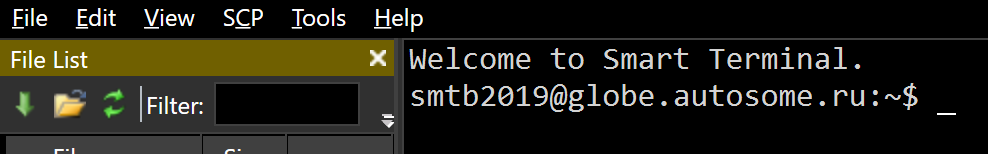 File Edit View SCP Tools Help
File List
Filter:
Welcome to Smart Terminal.
smtb2019@globe.autosome.ru:~$ _